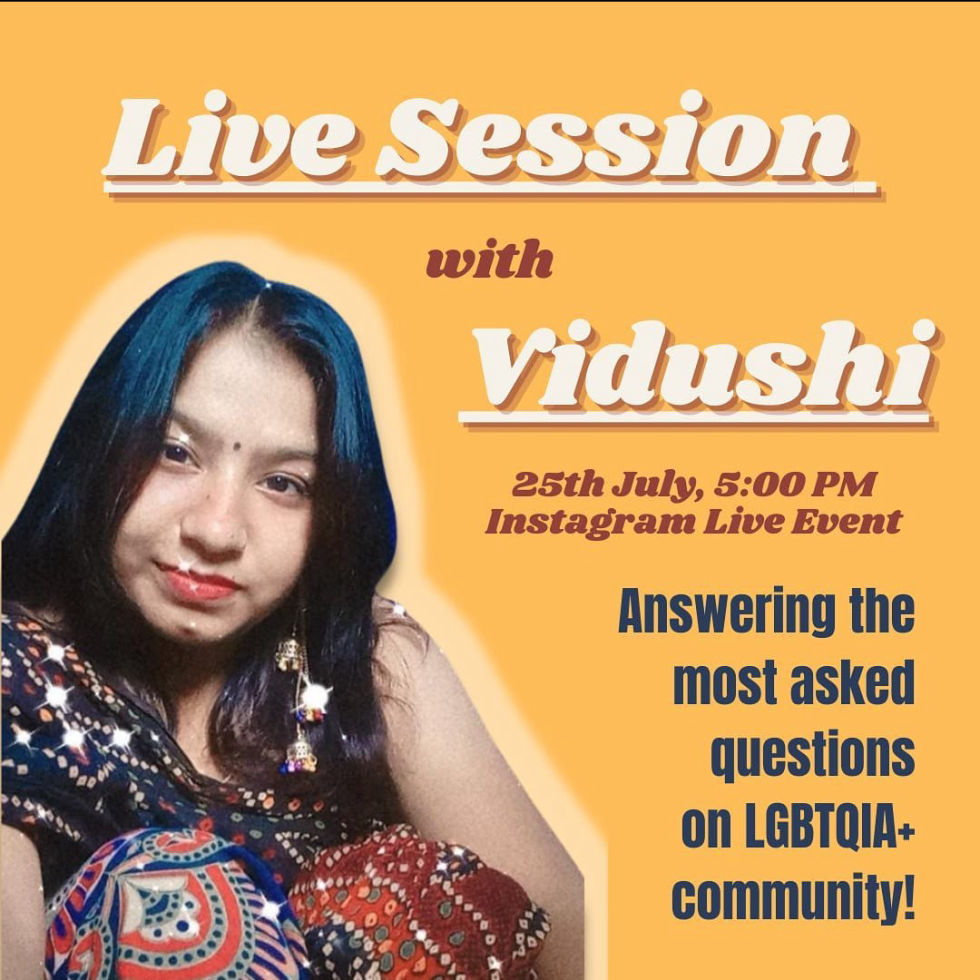 Live Session
with
Vidushi
25th July, 5:00 PM
Instagram Live Event
Answering the
most asked
questions
on LGBTQIA+
community!